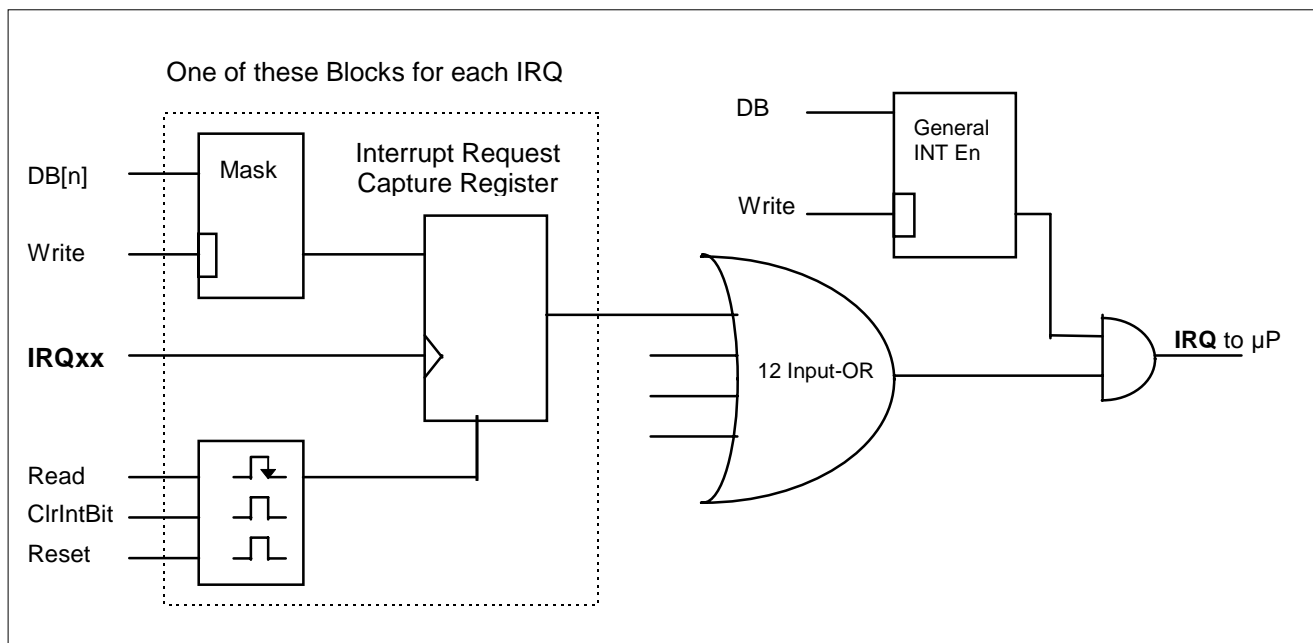 One of these Blocks for each IRQ
DB[n]
Write
IRQxx
Read
ClrIntBit
Reset
Mask
Interrupt Request
Capture Register
DB
Write
General
INT En
12 Input-OR
IRQ to µP